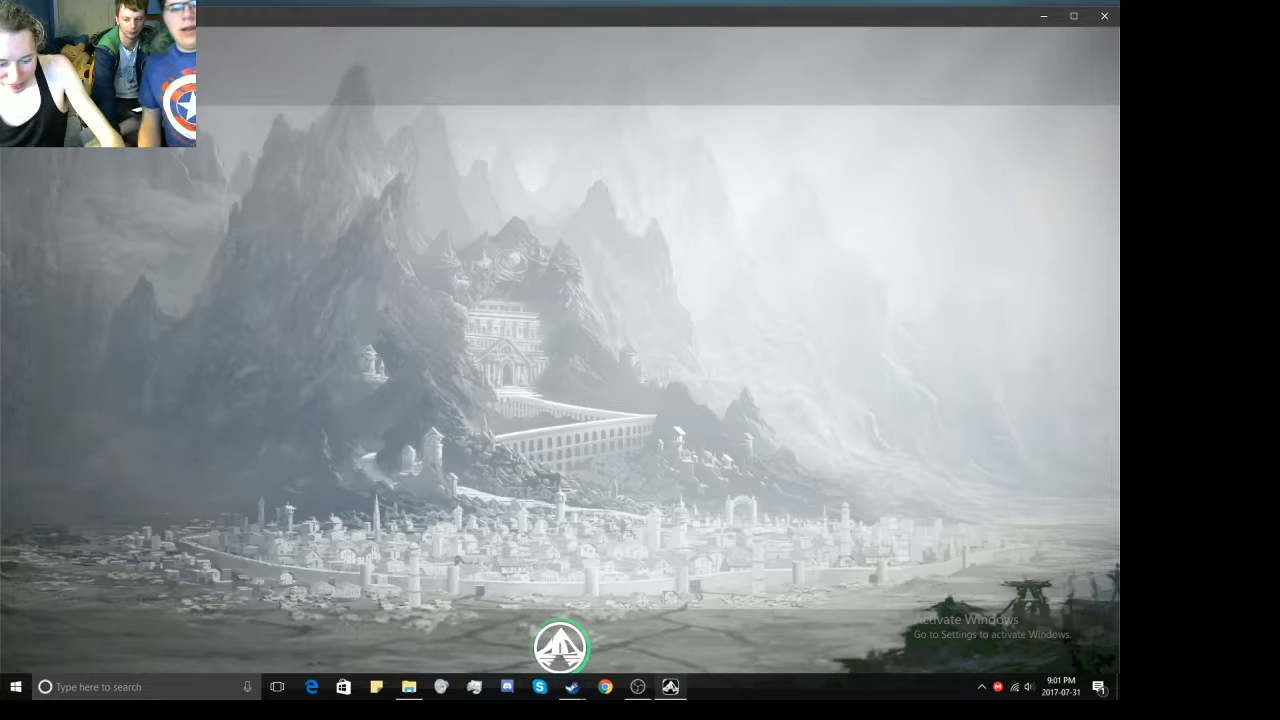 Activate Windows
Go to Settings to activate Windows.
Type here to search
9:01 PM
2017-07-31